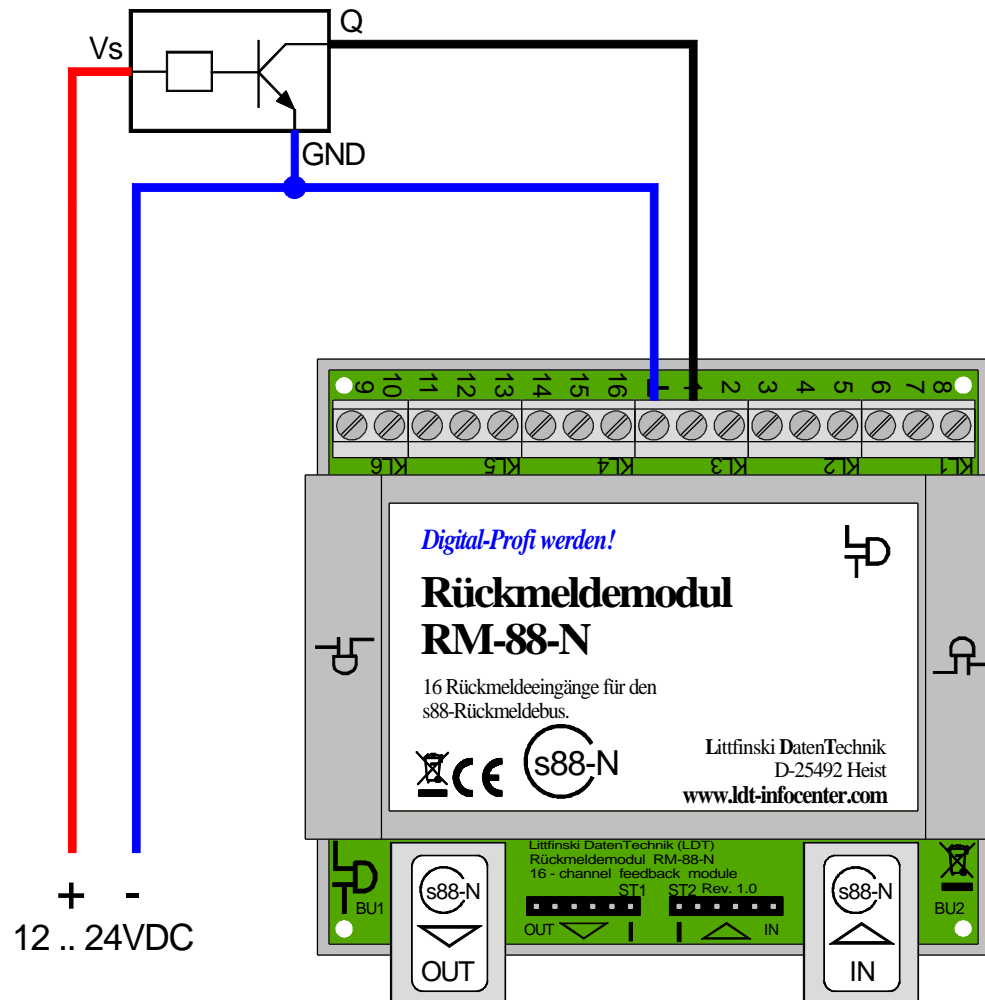 Q
Vs
GND
9 10 11 12 13 14 15 16 1 2 3 4 5 6 7 8
KL6 KL5 KL4 KL3 KL2 KL1
Digital-Profi werden!
LTD
Rückmeldemodul
RM-88-N
16 Rückmeldeeingänge für den
s88-Rückmeldebus.
CE s88-N
Littfinski DatenTechnik
D-25492 Heist
www.ldt-infocenter.com
Littfinski DatenTechnik (LDT)
Rückmeldemodul RM-88-N
16 - channel feedback module
ST1 ST2 Rev. 1.0
BU1
OUT IN
BU2
s88-N
OUT
s88-N
IN
+ -
12 .. 24VDC